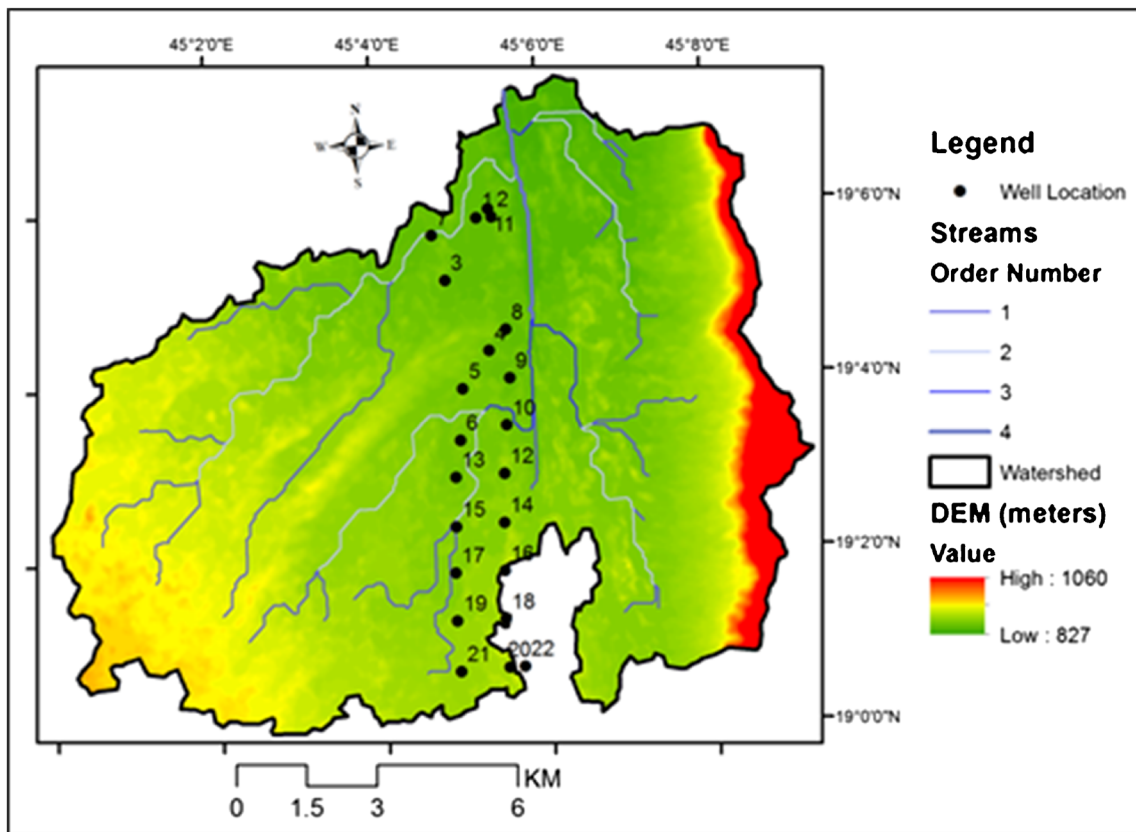 45°2'0"E 45°4'0"E 45°6'0"E 45°8'0"E
N
W E
S
12
11
7
3
8
4
9
5
10
6
12
13
14
15
16
17
18
19
2022
21
19°6'0"N
19°4'0"N
19°2'0"N
19°0'0"N
KM
0 1.5 3 6
Legend
Well Location
Streams
Order Number
1
2
3
4
Watershed
DEM (meters)
Value
High : 1060
Low : 827